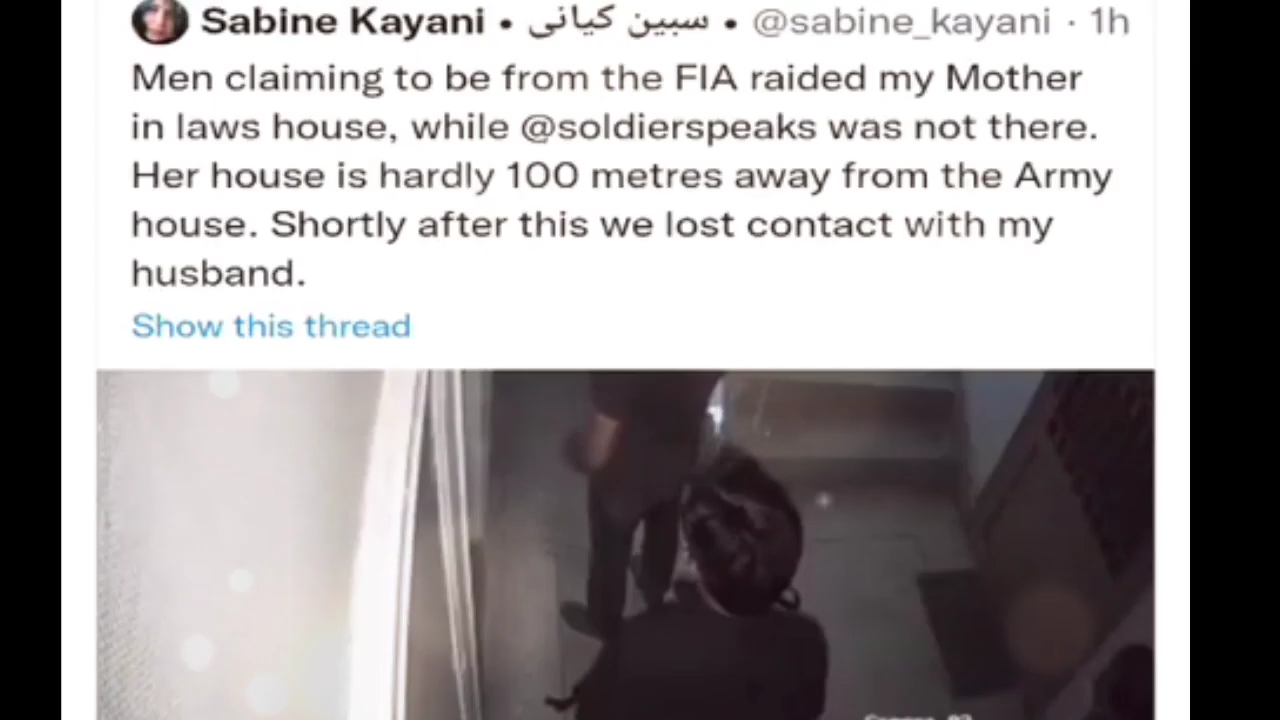 Sabine Kayani • سبین کیانی • @sabine_kayani · 1h
Men claiming to be from the FIA raided my Mother
in laws house, while @soldierspeaks was not there.
Her house is hardly 100 metres away from the Army
house. Shortly after this we lost contact with my
husband.
Show this thread